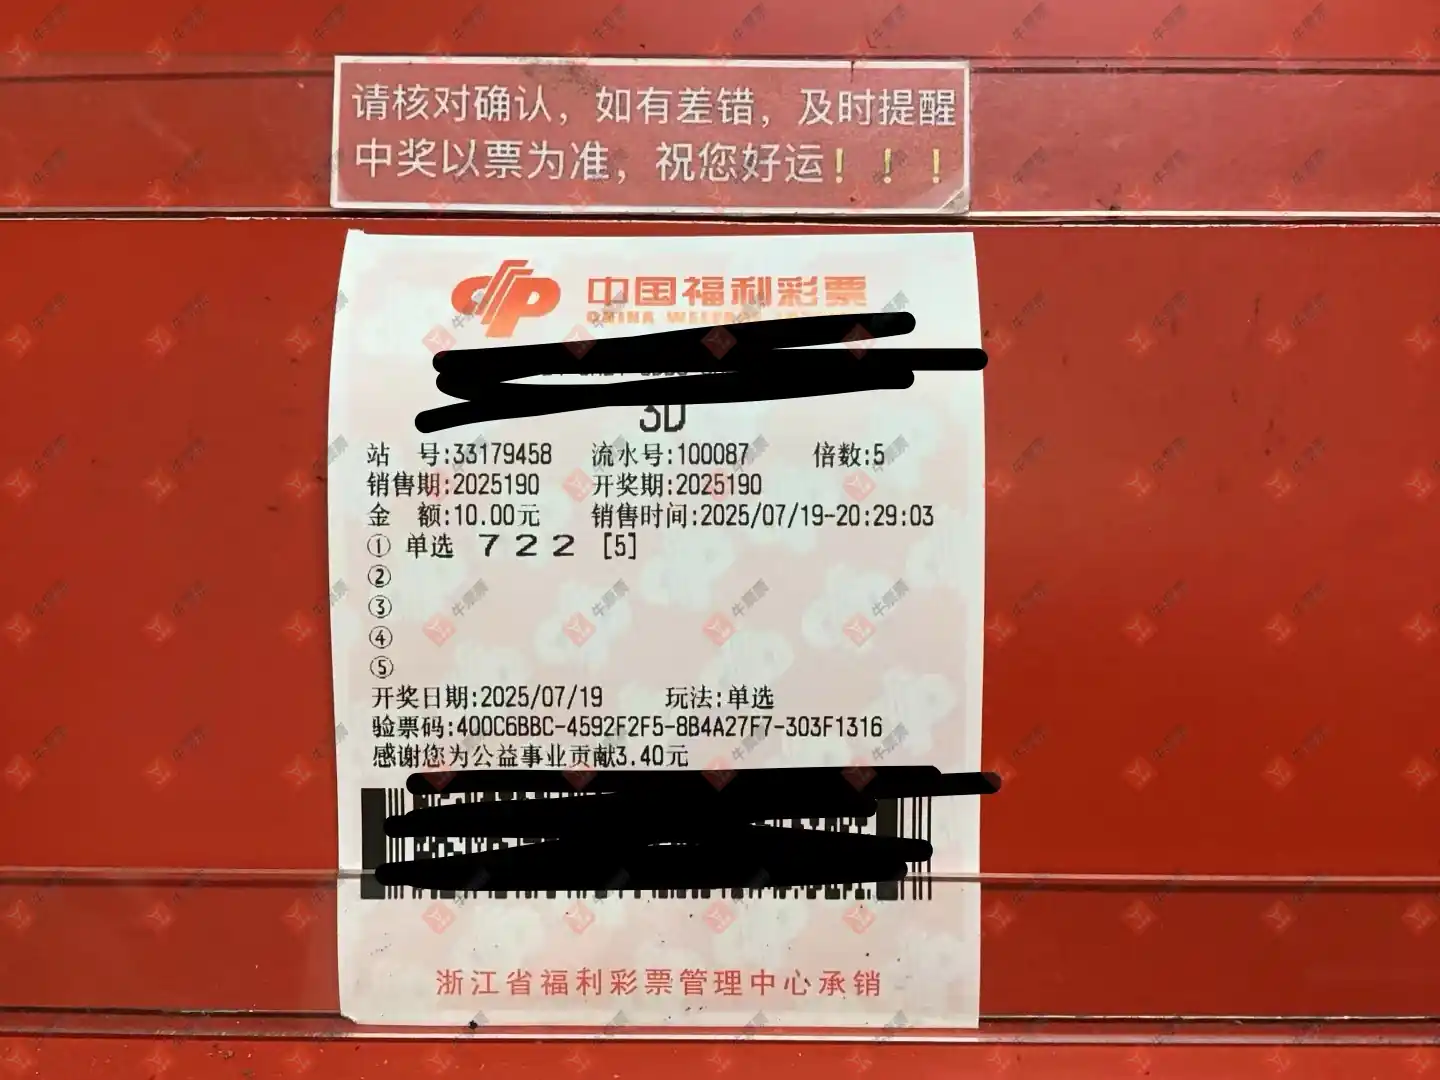 请核对确认，如有差错，及时提醒
中奖以票为准，祝您好运！！！
中国福利彩票
CHINA WELFARE
3D
站 号:33179458 流水号:100087 倍数:5
销售期:2025190 开奖期:2025190
金 额:10.00元 销售时间:2025/07/19-20:29:03
① 单选 7 2 2 [5]
②
③
④
⑤
开奖日期:2025/07/19 玩法:单选
验票码:400C6BBC-4592F2F5-8B4A27F7-303F1316
感谢您为公益事业贡献3.40元
浙江省福利彩票管理中心承销
牛票票